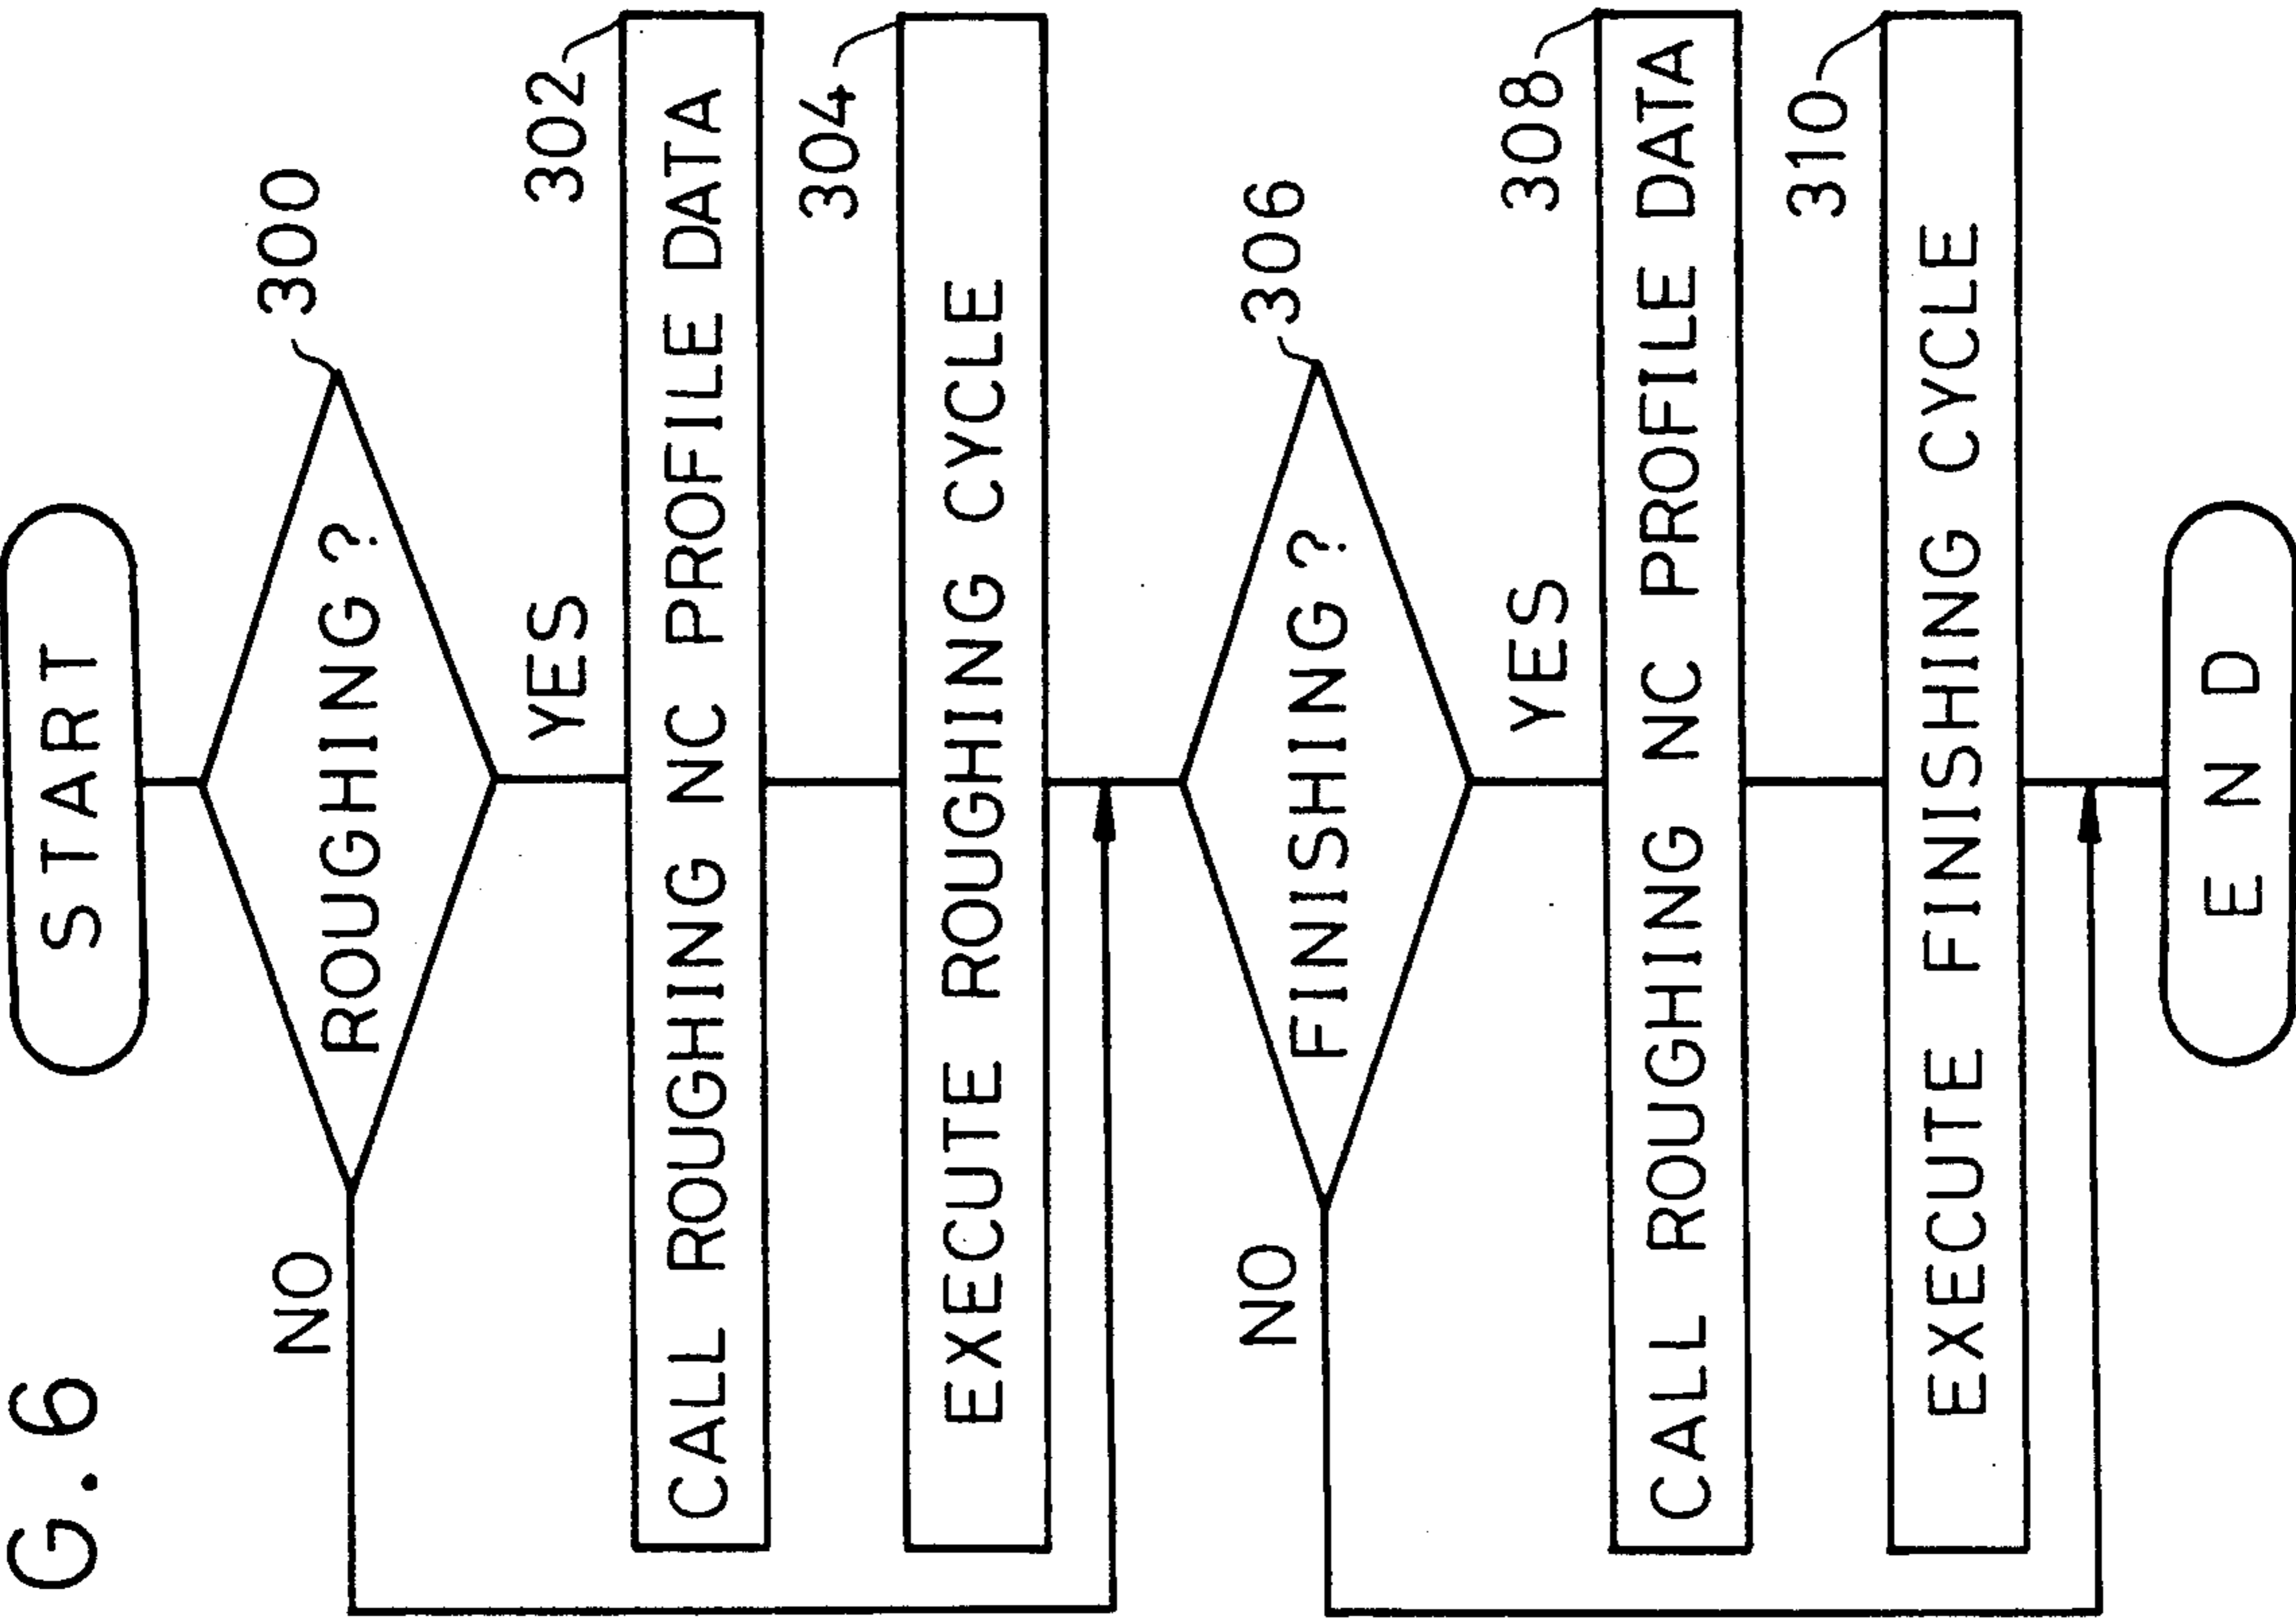 G.6
START
300
ROUGHING ?
NO
YES
302
CALL ROUGHING NC PROFILE DATA
304
EXECUTE ROUGHING CYCLE
306
FINISHING ?
NO
YES
308
CALL ROUGHING NC PROFILE DATA
310
EXECUTE FINISHING CYCLE
END